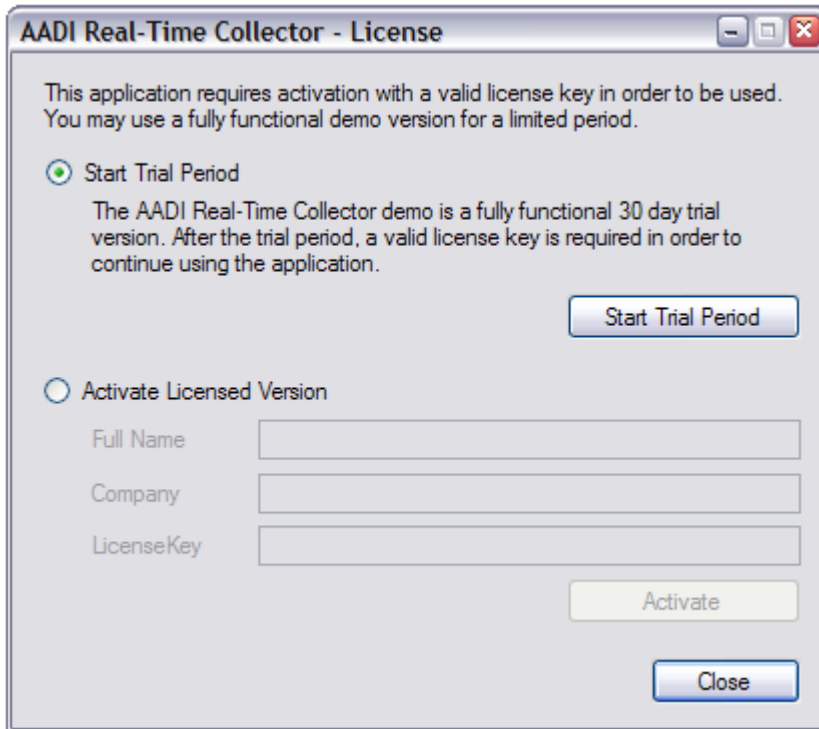 AADI Real-Time Collector - License
This application requires activation with a valid license key in order to be used.
You may use a fully functional demo version for a limited period.
Start Trial Period
The AADI Real-Time Collector demo is a fully functional 30 day trial
version. After the trial period, a valid license key is required in order to
continue using the application.
Start Trial Period
Activate Licensed Version
Full Name
Company
LicenseKey
Activate
Close